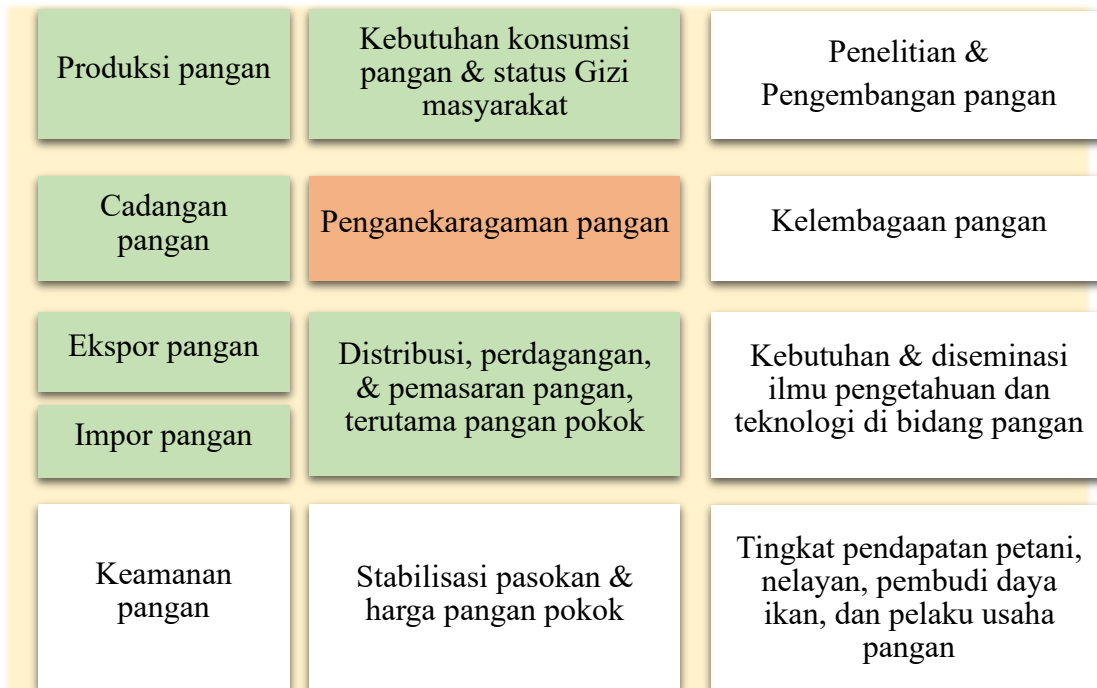 Produksi pangan
Kebutuhan konsumsi
pangan & status Gizi
masyarakat
Penelitian &
Pengembangan pangan
Cadangan
pangan
Penganekaragaman pangan
Kelembagaan pangan
Ekspor pangan
Impor pangan
Distribusi, perdagangan,
& pemasaran pangan,
terutama pangan pokok
Kebutuhan & diseminasi
ilmu pengetahuan dan
teknologi di bidang pangan
Keamanan
pangan
Stabilisasi pasokan &
harga pangan pokok
Tingkat pendapatan petani,
nelayan, pembudi daya
ikan, dan pelaku usaha
pangan